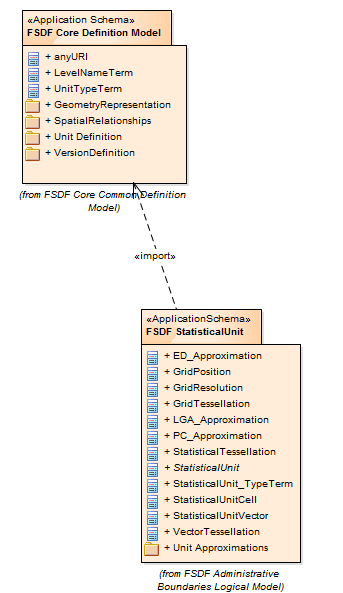 «Application Schema»
FSDF Core Definition Model
+ anyURI
+ LevelNameTerm
+ UnitTypeTerm
+ GeometryRepresentation
+ SpatialRelationships
+ Unit Definition
+ VersionDefinition
(from FSDF Core Common Definition
Model)
«import»
«ApplicationSchema»
FSDF StatisticalUnit
+ ED_Approximation
+ GridPosition
+ GridResolution
+ GridTessellation
+ LGA_Approximation
+ PC_Approximation
+ StatisticalTessellation
+ StatisticalUnit
+ StatisticalUnit_TypeTerm
+ StatisticalUnitCell
+ StatisticalUnitVector
+ VectorTessellation
+ Unit Approximations
(from FSDF Administrative
Boundaries Logical Model)